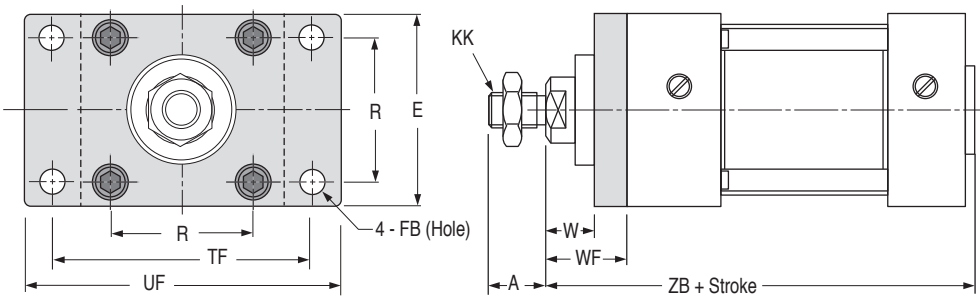 R
E
4 - FB (Hole)
R
TF
UF
KK
W
WF
A
ZB + Stroke